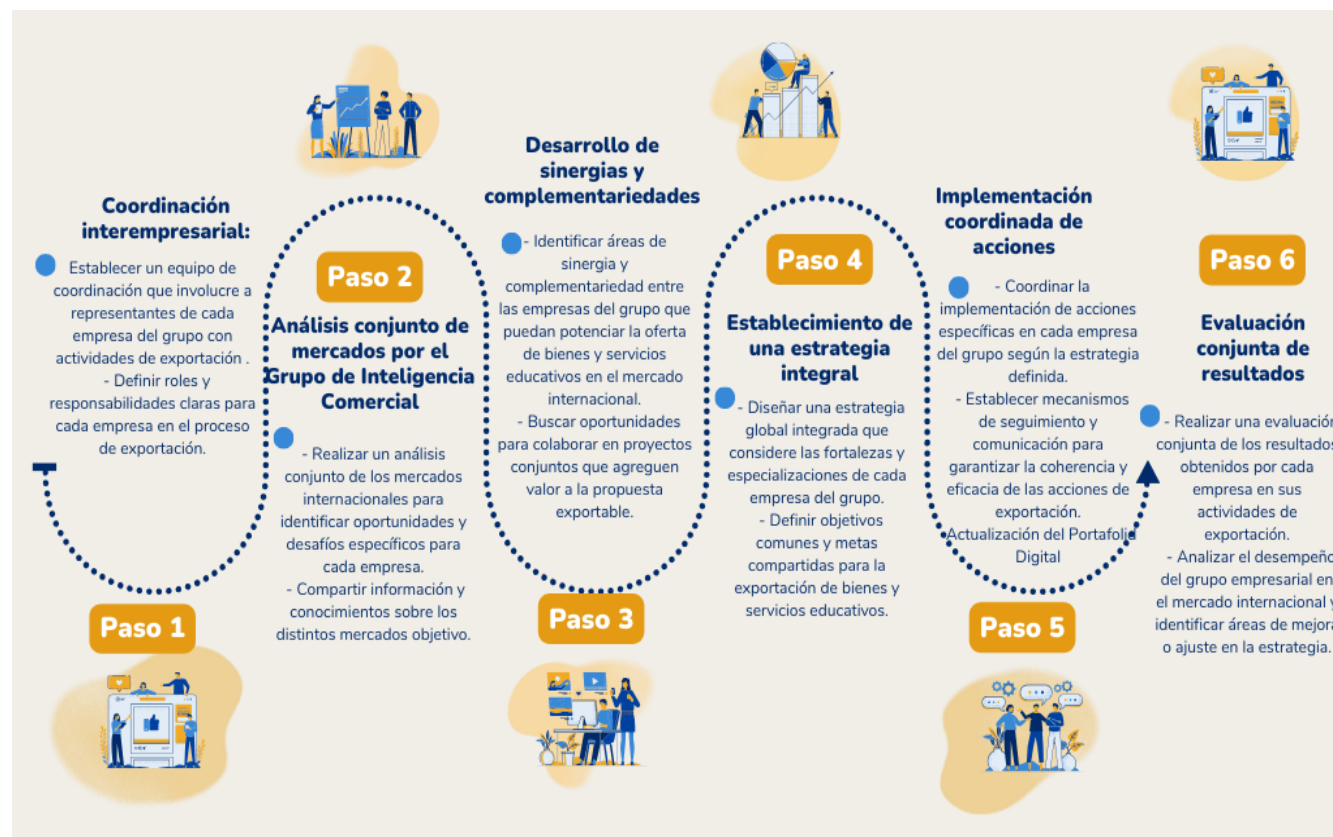 Coordinación
interempresarial:
Establecer un equipo de
coordinación que involucre a
representantes de cada
empresa del grupo con
actividades de exportación .
- Definir roles y
responsabilidades claras para
cada empresa en el proceso
de exportación.
Paso 1
Paso 2
Análisis conjunto de
mercados por el
Grupo de Inteligencia
Comercial
- Realizar un análisis
conjunto de los mercados
internacionales para
identificar oportunidades y
desafíos específicos para
cada empresa.
- Compartir información y
conocimientos sobre los
distintos mercados objetivo.
Desarrollo de
sinergias y
complementariedades
- Identificar áreas de
sinergia y
complementariedad entre
las empresas del grupo que
puedan potenciar la oferta
de bienes y servicios
educativos en el mercado
internacional.
- Buscar oportunidades
para colaborar en proyectos
conjuntos que agreguen
valor a la propuesta
exportable.
Paso 3
Paso 4
Establecimiento de
una estrategia
integral
- Diseñar una estrategia
global integrada que
considere las fortalezas y
especializaciones de cada
empresa del grupo.
- Definir objetivos
comunes y metas
compartidas para la
exportación de bienes y
servicios educativos.
Implementación
coordinada de
acciones
- Coordinar la
implementación de acciones
específicas en cada empresa
del grupo según la estrategia
definida.
- Establecer mecanismos
de seguimiento y
comunicación para
garantizar la coherencia y
eficacia de las acciones de
exportación.
Actualización del Portafolio
Digital
Paso 5
Paso 6
Evaluación
conjunta de
resultados
- Realizar una evaluación
conjunta de los resultados
obtenidos por cada
empresa en sus
actividades de
exportación.
- Analizar el desempeño
del grupo empresarial en
el mercado internacional y
identificar áreas de mejora
o ajuste en la estrategia.